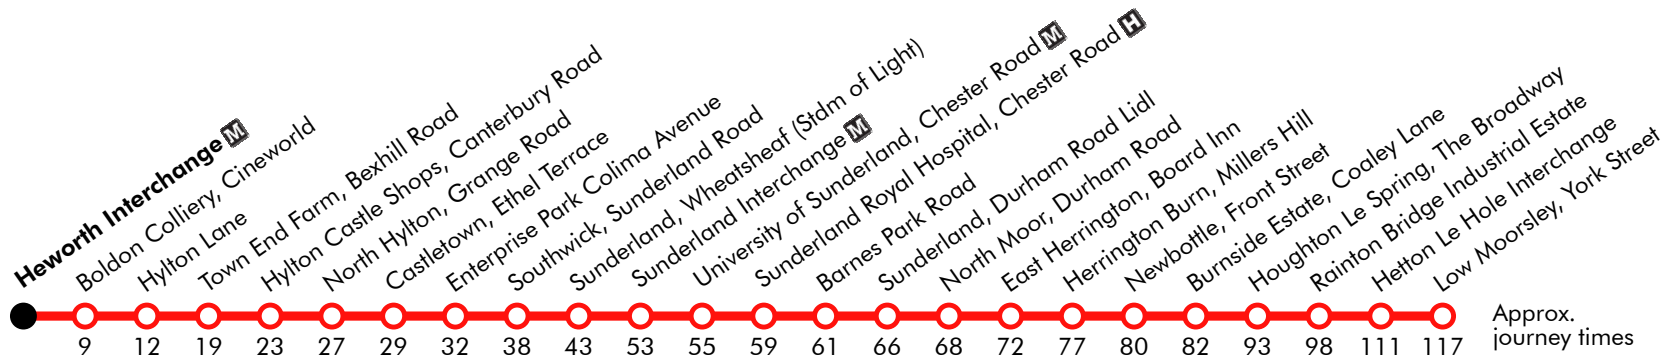 Heworth Interchange M
Boldon Colliery, Cineworld
Hylton Lane
Town End Farm, Bexhill Road
Hylton Castle Shops, Canterbury Road
North Hylton, Grange Road
Castletown, Ethel Terrace
Enterprise Park Colima Avenue
Southwick, Sunderland Road
Sunderland, Wheatsheaf (Stdm of Light)
Sunderland Interchange M
University of Sunderland, Chester Road M
Sunderland Royal Hospital, Chester Road H
Barnes Park Road
Sunderland, Durham Road Lidl
North Moor, Durham Road
East Herrington, Board Inn
Herrington Burn, Millers Hill
Newbottle, Front Street
Burnside Estate, Coaley Lane
Houghton Le Spring, The Broadway
Rainton Bridge Industrial Estate
Hetton Le Hole Interchange
Low Moorsley, York Street
9 12 19 23 27 29 32 38 43 53 55 59 61 66 68 72 77 80 82 93 98 111 117
Approx.
journey times